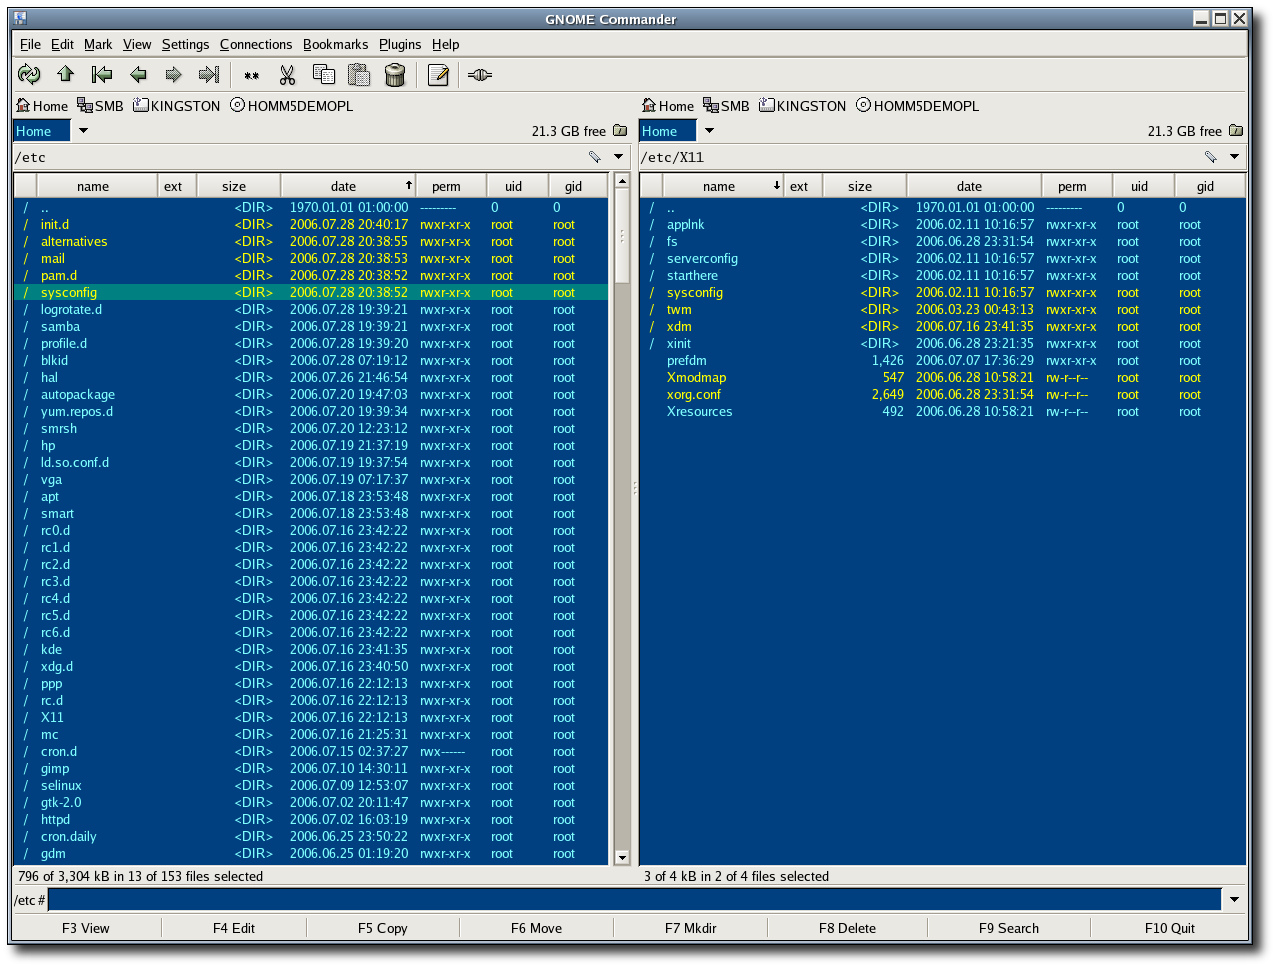 GNOME Commander
File Edit Mark View Settings Connections Bookmarks Plugins Help
Home SMB KINGSTON HOMM5DEMOPL
Home 21.3 GB free
/etc
name ext size date perm uid gid
/ .. <DIR> 1970.01.01 01:00:00 --------- 0 0
/ init.d <DIR> 2006.07.28 20:40:17 rwxr-xr-x root root
/ alternatives <DIR> 2006.07.28 20:38:55 rwxr-xr-x root root
/ mail <DIR> 2006.07.28 20:38:53 rwxr-xr-x root root
/ pam.d <DIR> 2006.07.28 20:38:52 rwxr-xr-x root root
/ sysconfig <DIR> 2006.07.28 20:38:52 rwxr-xr-x root root
/ logrotate.d <DIR> 2006.07.28 19:39:21 rwxr-xr-x root root
/ samba <DIR> 2006.07.28 19:39:21 rwxr-xr-x root root
/ profile.d <DIR> 2006.07.28 19:39:20 rwxr-xr-x root root
/ blkid <DIR> 2006.07.28 07:19:12 rwxr-xr-x root root
/ hal <DIR> 2006.07.26 21:46:54 rwxr-xr-x root root
/ autopackage <DIR> 2006.07.20 19:47:03 rwxr-xr-x root root
/ yum.repos.d <DIR> 2006.07.20 19:39:34 rwxr-xr-x root root
/ smrsh <DIR> 2006.07.20 12:23:12 rwxr-xr-x root root
/ hp <DIR> 2006.07.19 21:37:19 rwxr-xr-x root root
/ ld.so.conf.d <DIR> 2006.07.19 19:37:54 rwxr-xr-x root root
/ vga <DIR> 2006.07.19 07:17:37 rwxr-xr-x root root
/ apt <DIR> 2006.07.18 23:53:48 rwxr-xr-x root root
/ smart <DIR> 2006.07.18 23:53:48 rwxr-xr-x root root
/ rc0.d <DIR> 2006.07.16 23:42:22 rwxr-xr-x root root
/ rc1.d <DIR> 2006.07.16 23:42:22 rwxr-xr-x root root
/ rc2.d <DIR> 2006.07.16 23:42:22 rwxr-xr-x root root
/ rc3.d <DIR> 2006.07.16 23:42:22 rwxr-xr-x root root
/ rc4.d <DIR> 2006.07.16 23:42:22 rwxr-xr-x root root
/ rc5.d <DIR> 2006.07.16 23:42:22 rwxr-xr-x root root
/ rc6.d <DIR> 2006.07.16 23:42:22 rwxr-xr-x root root
/ kde <DIR> 2006.07.16 23:41:35 rwxr-xr-x root root
/ xdg.d <DIR> 2006.07.16 23:40:50 rwxr-xr-x root root
/ ppp <DIR> 2006.07.16 22:12:13 rwxr-xr-x root root
/ rc.d <DIR> 2006.07.16 22:12:13 rwxr-xr-x root root
/ X11 <DIR> 2006.07.16 22:12:13 rwxr-xr-x root root
/ mc <DIR> 2006.07.16 21:25:31 rwxr-xr-x root root
/ cron.d <DIR> 2006.07.15 02:37:27 rwx------ root root
/ gimp <DIR> 2006.07.10 14:30:11 rwxr-xr-x root root
/ selinux <DIR> 2006.07.09 12:53:07 rwxr-xr-x root root
/ gtk-2.0 <DIR> 2006.07.02 20:11:47 rwxr-xr-x root root
/ httpd <DIR> 2006.07.02 16:03:19 rwxr-xr-x root root
/ cron.daily <DIR> 2006.06.25 23:50:22 rwxr-xr-x root root
/ gdm <DIR> 2006.06.25 01:19:20 rwxr-xr-x root root
796 of 3,304 kB in 13 of 153 files selected
Home SMB KINGSTON HOMM5DEMOPL
Home 21.3 GB free
/etc/X11
name ext size date perm uid gid
/ .. <DIR> 1970.01.01 01:00:00 --------- 0 0
/ applnk <DIR> 2006.02.11 10:16:57 rwxr-xr-x root root
/ fs <DIR> 2006.06.28 23:31:54 rwxr-xr-x root root
/ serverconfig <DIR> 2006.02.11 10:16:57 rwxr-xr-x root root
/ starthere <DIR> 2006.02.11 10:16:57 rwxr-xr-x root root
/ sysconfig <DIR> 2006.02.11 10:16:57 rwxr-xr-x root root
/ twm <DIR> 2006.03.23 00:43:13 rwxr-xr-x root root
/ xdm <DIR> 2006.07.16 23:41:35 rwxr-xr-x root root
/ xinit <DIR> 2006.06.28 23:21:35 rwxr-xr-x root root
prefdm 1,426 2006.07.07 17:36:29 rwxr-xr-x root root
Xmodmap 547 2006.06.28 10:58:21 rw-r--r-- root root
xorg.conf 2,649 2006.06.28 23:31:54 rw-r--r-- root root
Xresources 492 2006.06.28 10:58:21 rw-r--r-- root root
3 of 4 kB in 2 of 4 files selected
/etc #
F3 View F4 Edit F5 Copy F6 Move F7 Mkdir F8 Delete F9 Search F10 Quit